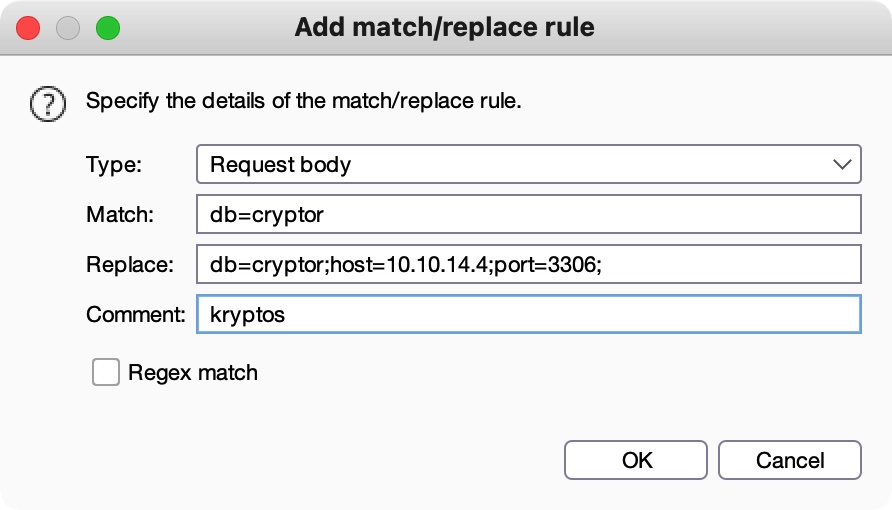 Add match/replace rule
? Specify the details of the match/replace rule.
Type: Request body
Match: db=cryptor
Replace: db=cryptor;host=10.10.14.4;port=3306;
Comment: kryptos
Regex match
OK Cancel